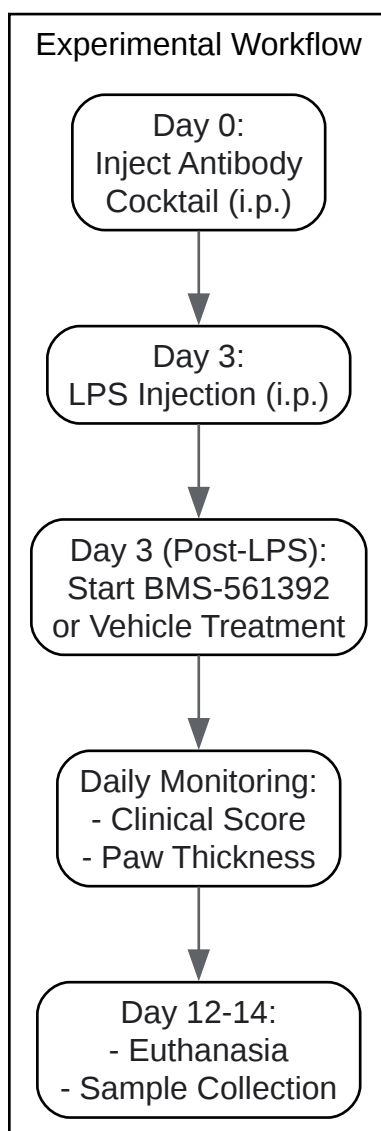 Experimental Workflow
Day 0:
Inject Antibody
Cocktail (i.p.)
Day 3:
LPS Injection (i.p.)
Day 3 (Post-LPS):
Start BMS-561392
or Vehicle Treatment
Daily Monitoring:
- Clinical Score
- Paw Thickness
Day 12-14:
- Euthanasia
- Sample Collection